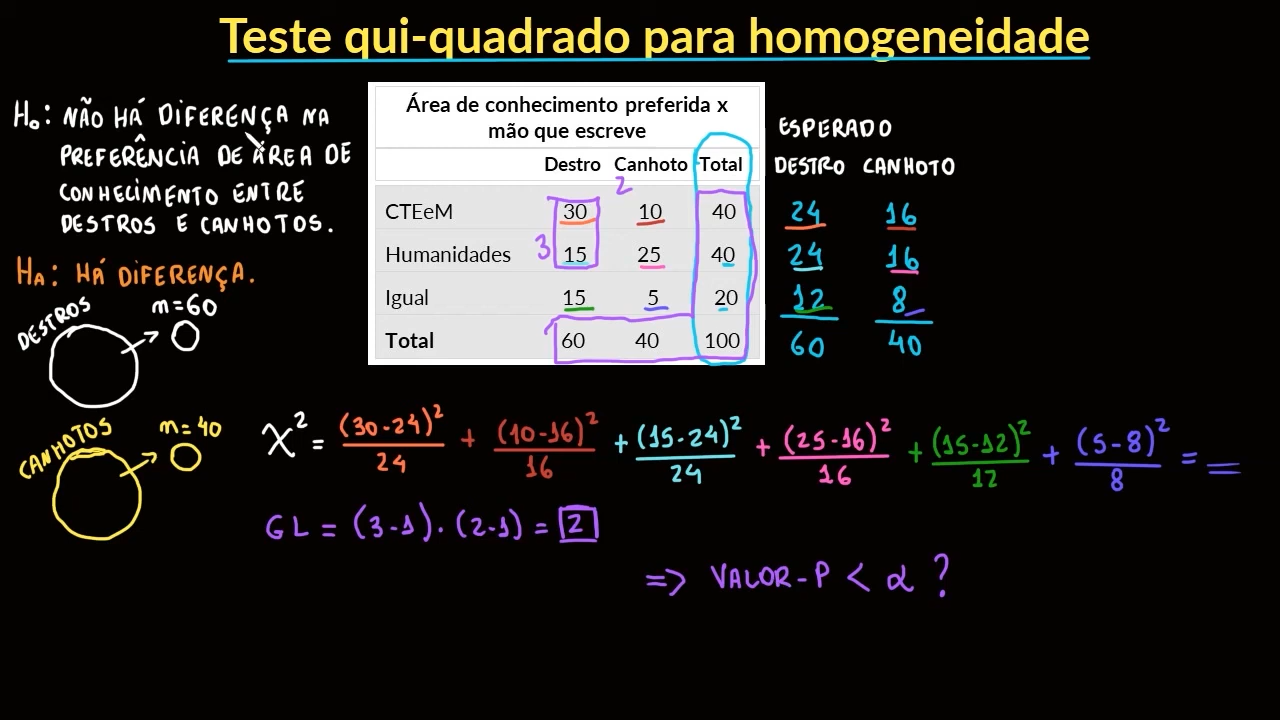 Teste qui-quadrado para homogeneidade
H₀: NÃO HÁ DIFERENÇA NA
PREFERÊNCIA DE ÁREA DE
CONHECIMENTO ENTRE
DESTROS E CANHOTOS.
Hᴀ: HÁ DIFERENÇA.
DESTROS
n=60
CANHOTOS
n=40
Área de conhecimento preferida x
mão que escreve
Destro Canhoto Total
2
CTEeM 30 10 40
3
Humanidades 15 25 40
Igual 15 5 20
Total 60 40 100
ESPERADO
DESTRO CANHOTO
24 16
24 16
12 8
60 40
X² = (30-24)²/24 + (10-16)²/16 + (15-24)²/24 + (25-16)²/16 + (15-12)²/12 + (5-8)²/8 =
GL = (3-1).(2-1) = 2
=> VALOR-P < α ?